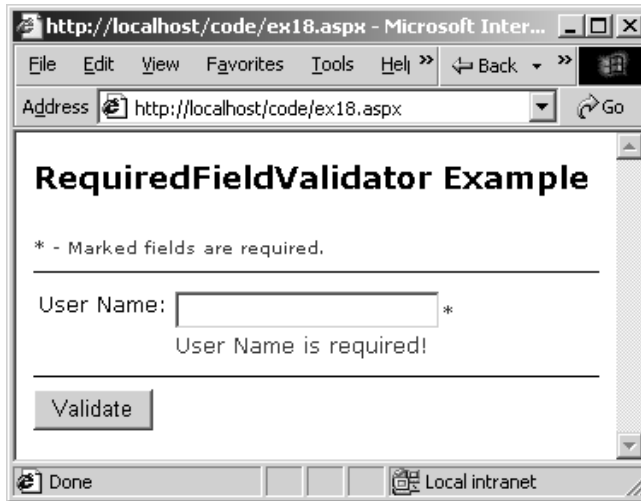 http://localhost/code/ex18.aspx - Microsoft Inter...
File Edit View Favorites Tools Help » Back »
Address http://localhost/code/ex18.aspx Go
RequiredFieldValidator Example
* - Marked fields are required.
User Name: *
User Name is required!
Validate
Done Local intranet